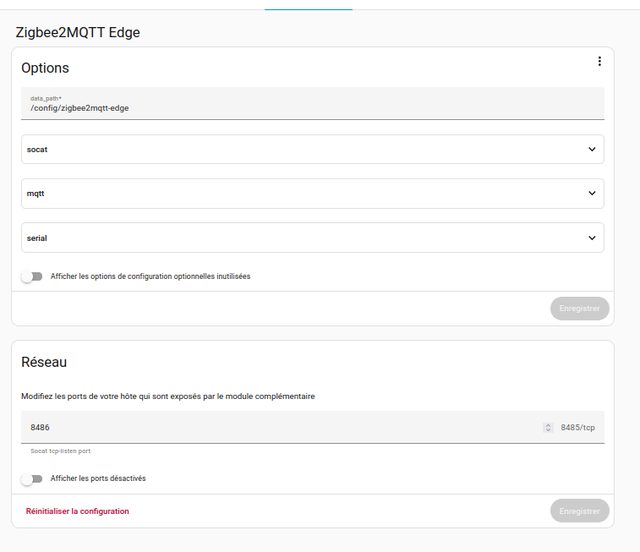 Zigbee2MQTT Edge
Options
data_path*
/config/zigbee2mqtt-edge
socat
mqtt
serial
Afficher les options de configuration optionnelles inutilisées
Enregistrer
Réseau
Modifiez les ports de votre hôte qui sont exposés par le module complémentaire
8486 8485/tcp
Socat tcp-listen port
Afficher les ports désactivés
Réinitialiser la configuration Enregistrer